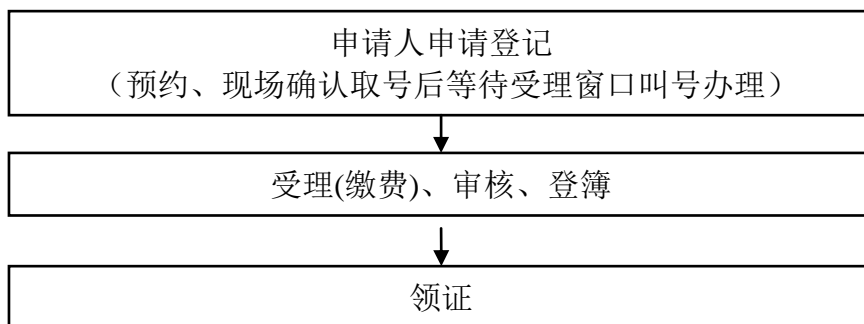 申请人申请登记
（预约、现场确认取号后等待受理窗口叫号办理）
受理(缴费)、审核、登簿
领证